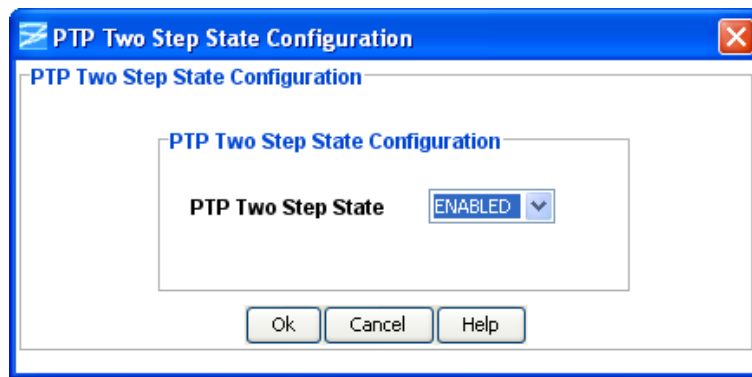 PTP Two Step State Configuration
PTP Two Step State Configuration
PTP Two Step State Configuration
PTP Two Step State ENABLED
Ok Cancel Help